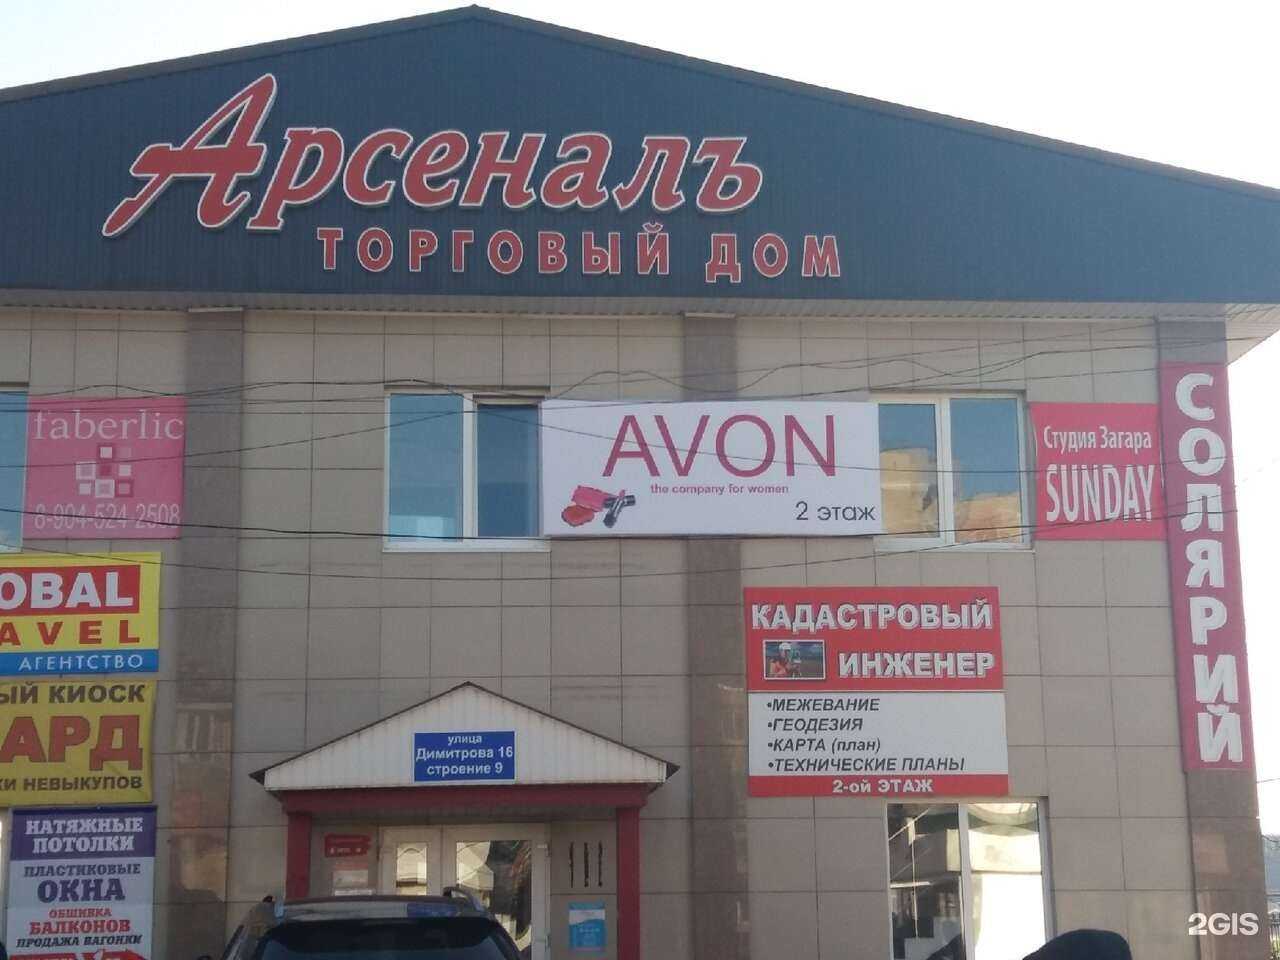 Арсеналъ
ТОРГОВЫЙ ДОМ
faberlic
8-904-524 2508
AVON
the company for women
2 этаж
Студия Загара
SUNDAY
СОЛЯРИЙ
OBAL
AVEL
АГЕНТСТВО
ЫЙ КИОСК
АРД
КИ НЕВЫКУПОВ
НАТЯЖНЫЕ
ПОТОЛКИ
ПЛАСТИКОВЫЕ
ОКНА
ОБШИВКА
БАЛКОНОВ
ПРОДАЖА ВАГОНКИ
улица
Димитрова 16
строение 9
КАДАСТРОВЫЙ
ИНЖЕНЕР
•МЕЖЕВАНИЕ
•ГЕОДЕЗИЯ
•КАРТА (план)
•ТЕХНИЧЕСКИЕ ПЛАНЫ
2-ой ЭТАЖ
2GIS